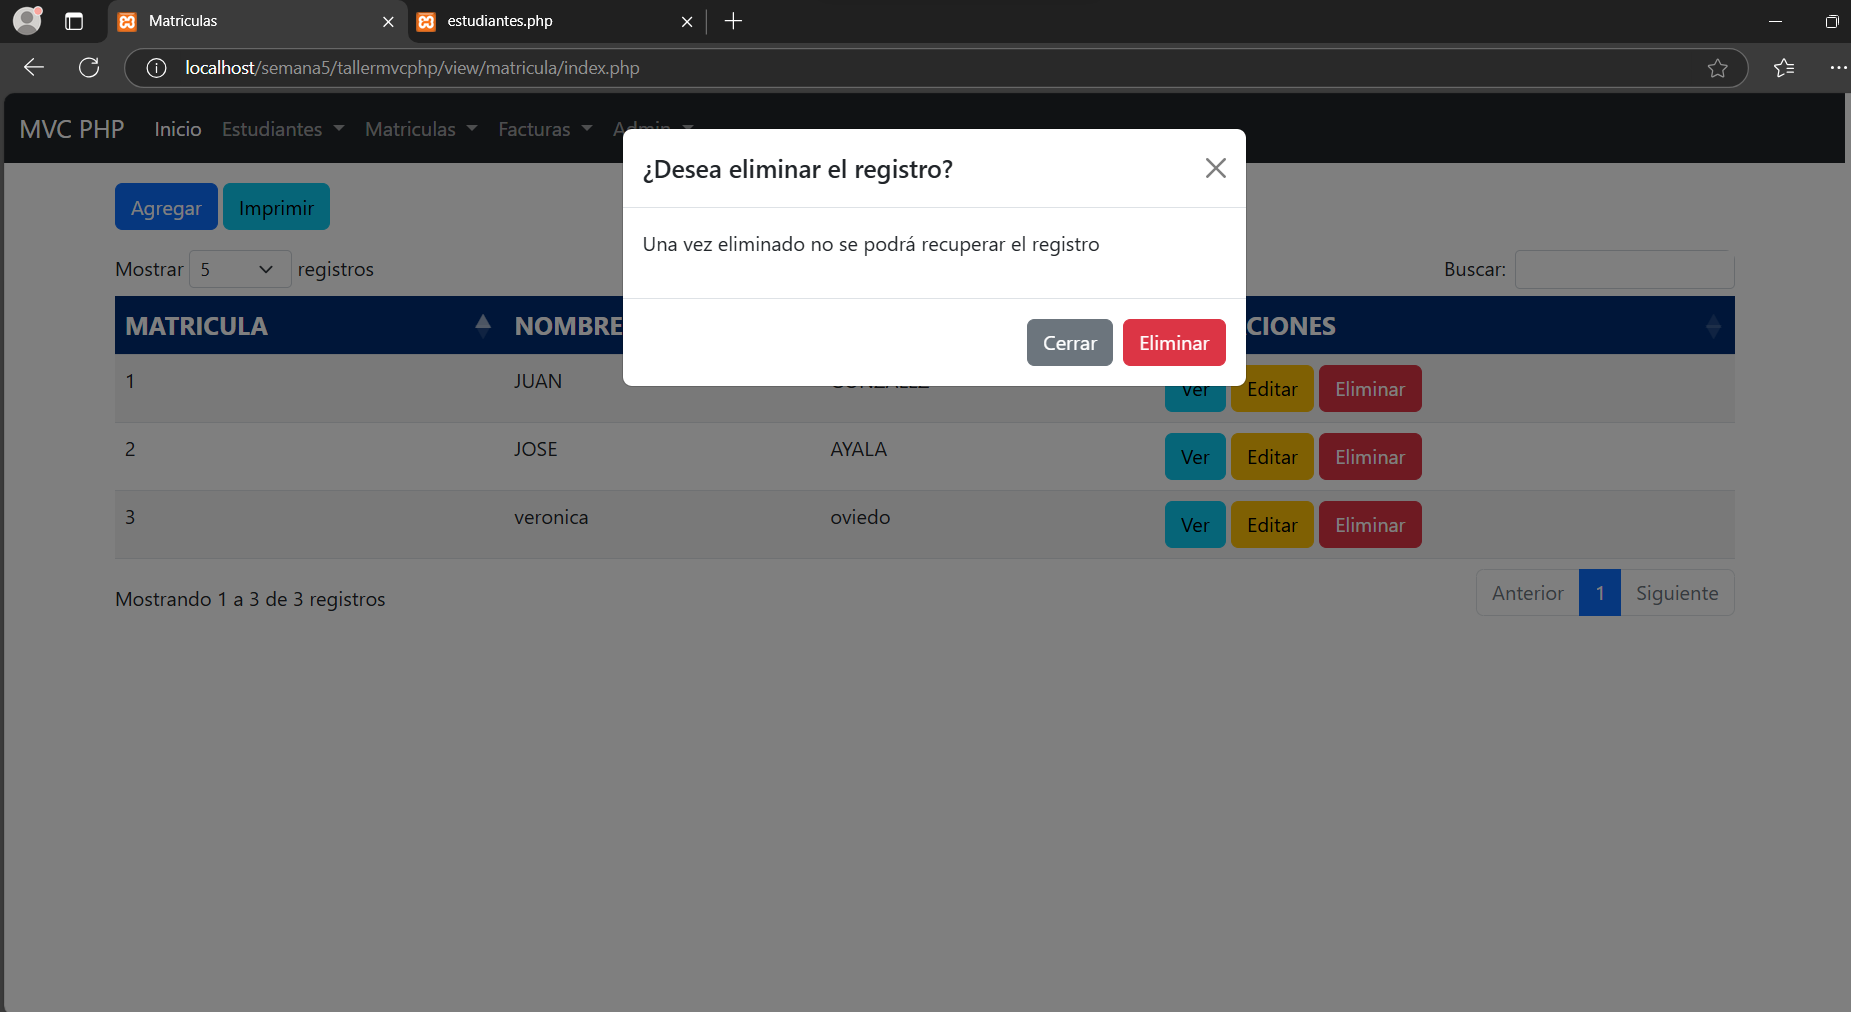 Matriculas
estudiantes.php
localhost/semana5/tallermvcphp/view/matricula/index.php
MVC PHP Inicio Estudiantes Matriculas Facturas Admin
¿Desea eliminar el registro?
Una vez eliminado no se podrá recuperar el registro
Cerrar Eliminar
Agregar Imprimir
Mostrar 5 registros
Buscar:
MATRICULA NOMBRE CIONES
1 JUAN Ver Editar Eliminar
2 JOSE AYALA Ver Editar Eliminar
3 veronica oviedo Ver Editar Eliminar
Mostrando 1 a 3 de 3 registros
Anterior 1 Siguiente